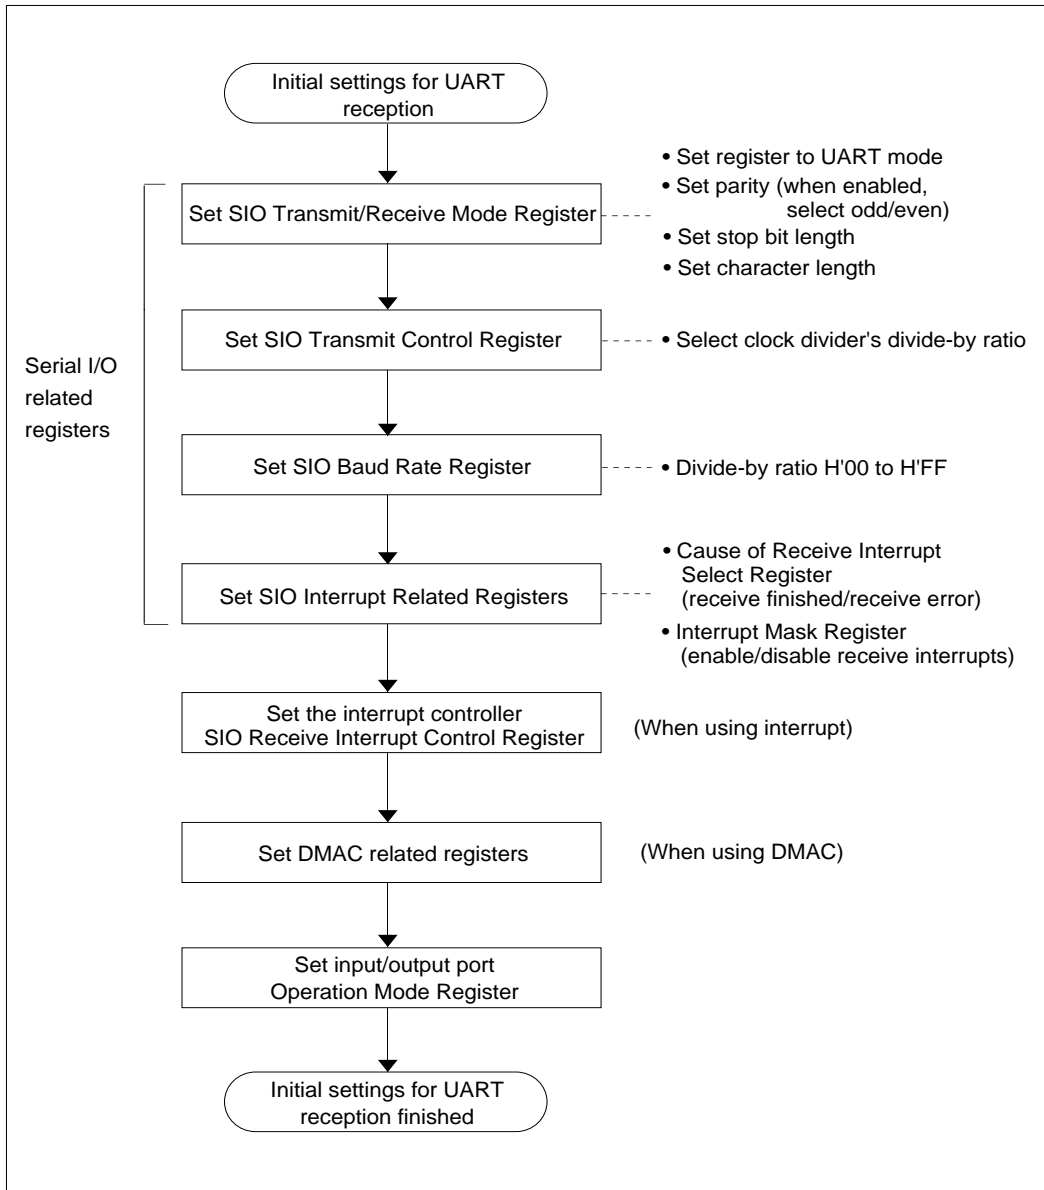 Initial settings for UART
reception
• Set register to UART mode
• Set parity (when enabled,
select odd/even)
• Set stop bit length
• Set character length
Set SIO Transmit/Receive Mode Register
Set SIO Transmit Control Register
• Select clock divider's divide-by ratio
Serial I/O
related
registers
Set SIO Baud Rate Register
• Divide-by ratio H'00 to H'FF
Set SIO Interrupt Related Registers
• Cause of Receive Interrupt
Select Register
(receive finished/receive error)
• Interrupt Mask Register
(enable/disable receive interrupts)
Set the interrupt controller
SIO Receive Interrupt Control Register
(When using interrupt)
Set DMAC related registers
(When using DMAC)
Set input/output port
Operation Mode Register
Initial settings for UART
reception finished